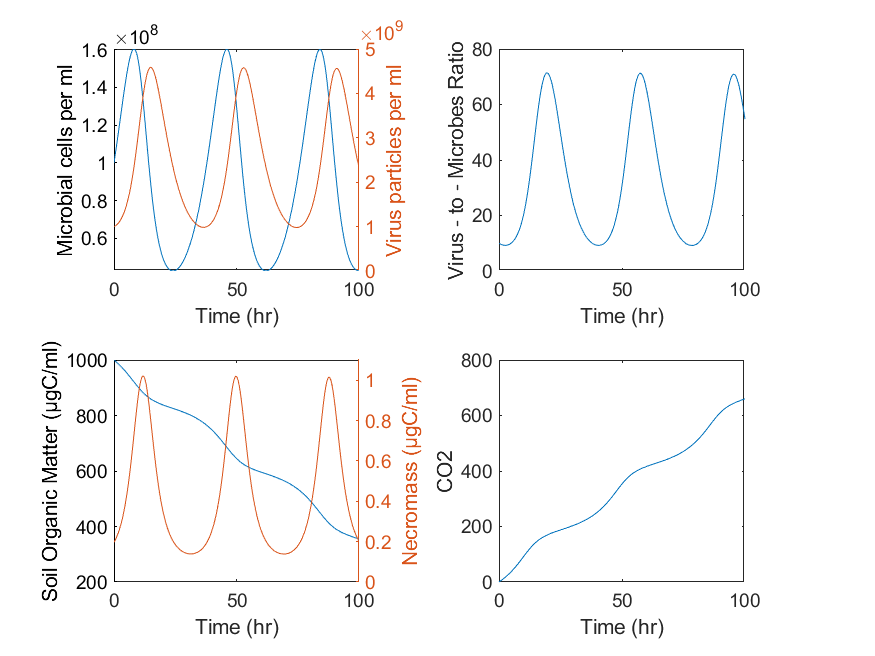 ×10⁸
1.6
1.4
1.2
1
0.8
0.6
Microbial cells per ml
×10⁹
5
4
3
2
1
0
Virus particles per ml
0 50 100
Time (hr)
80
60
40
20
0
Virus - to - Microbes Ratio
0 50 100
Time (hr)
1000
800
600
400
200
Soil Organic Matter (μgC/ml)
1
0.8
0.6
0.4
0.2
0
Necromass (μgC/ml)
0 50 100
Time (hr)
800
600
400
200
0
CO2
0 50 100
Time (hr)